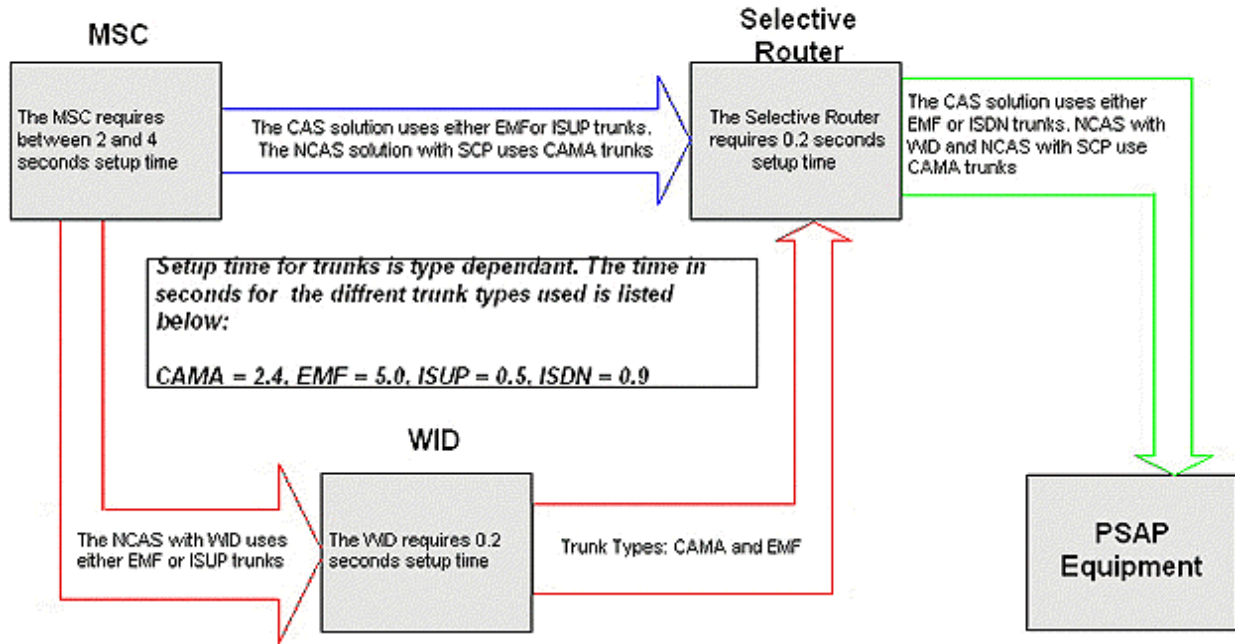 MSC
Selective
Router
The MSC requires
between 2 and 4
seconds setup time
The CAS solution uses either EMFor ISUP trunks.
The NCAS solution with SCP uses CAMA trunks
The Selective Router
requires 0.2 seconds
setup time
The CAS solution uses either
EMF or ISDN trunks. NCAS with
WID and NCAS with SCP use
CAMA trunks
Setup time for trunks is type dependant. The time in
seconds for the diffrent trunk types used is listed
below:
CAMA = 2.4, EMF = 5.0, ISUP = 0.5, ISDN = 0.9
WID
The NCAS with WID uses
either EMF or ISUP trunks
The WID requires 0.2
seconds setup time
Trunk Types: CAMA and EMF
PSAP
Equipment